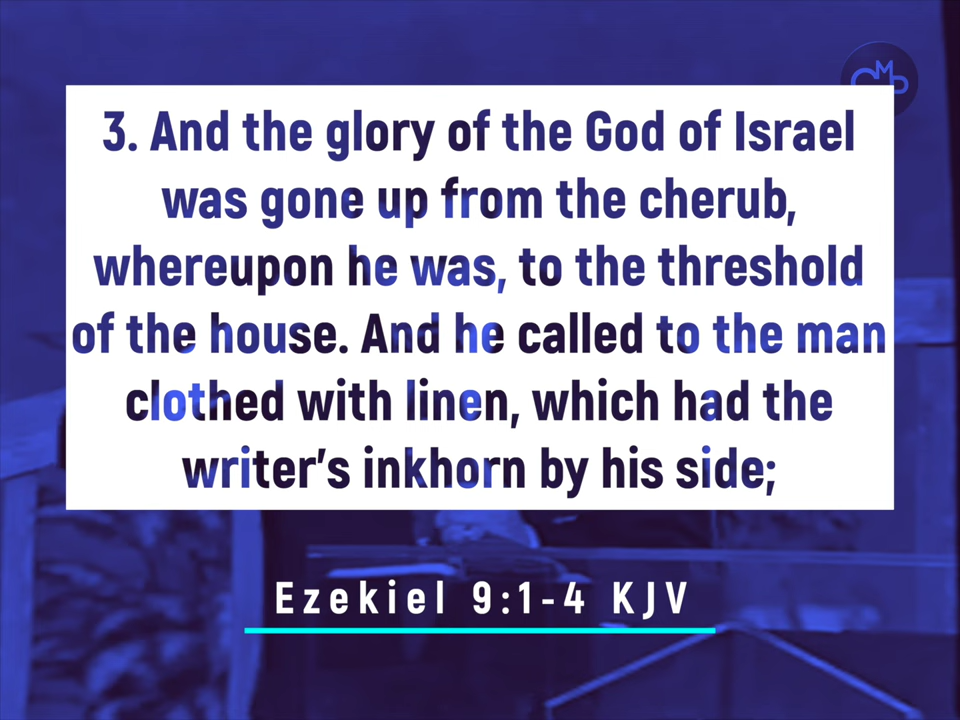 3. And the glory of the God of Israel
was gone up from the cherub,
whereupon he was, to the threshold
of the house. And he called to the man
clothed with linen, which had the
writer's inkhorn by his side;
Ezekiel 9:1-4 KJV